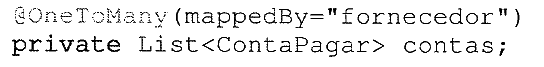 @OneToMany(mappedBy="fornecedor")
private List<ContaPagar> contas;